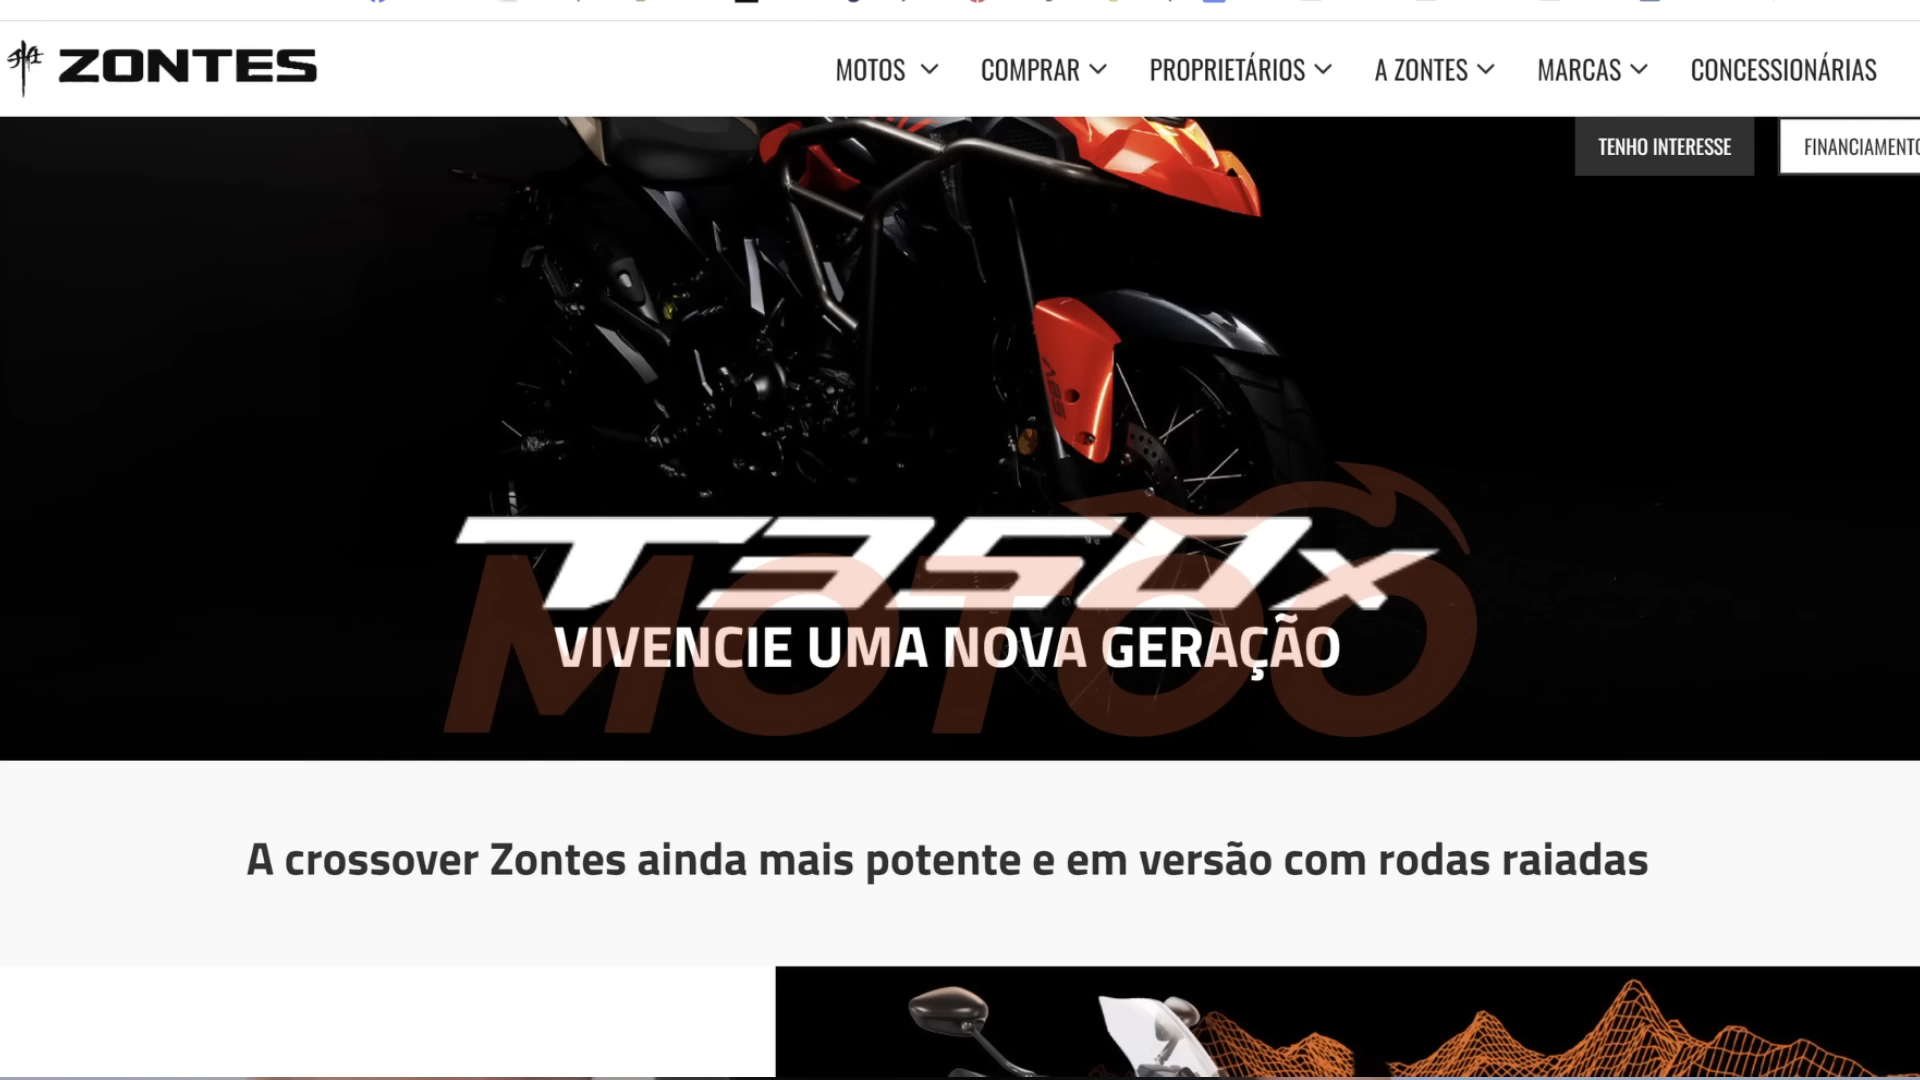 ZONTES
MOTOS COMPRAR PROPRIETÁRIOS A ZONTES MARCAS CONCESSIONÁRIAS
TENHO INTERESSE FINANCIAMENTO
ABS
T350x
MOTOO
VIVENCIE UMA NOVA GERAÇÃO
A crossover Zontes ainda mais potente e em versão com rodas raiadas